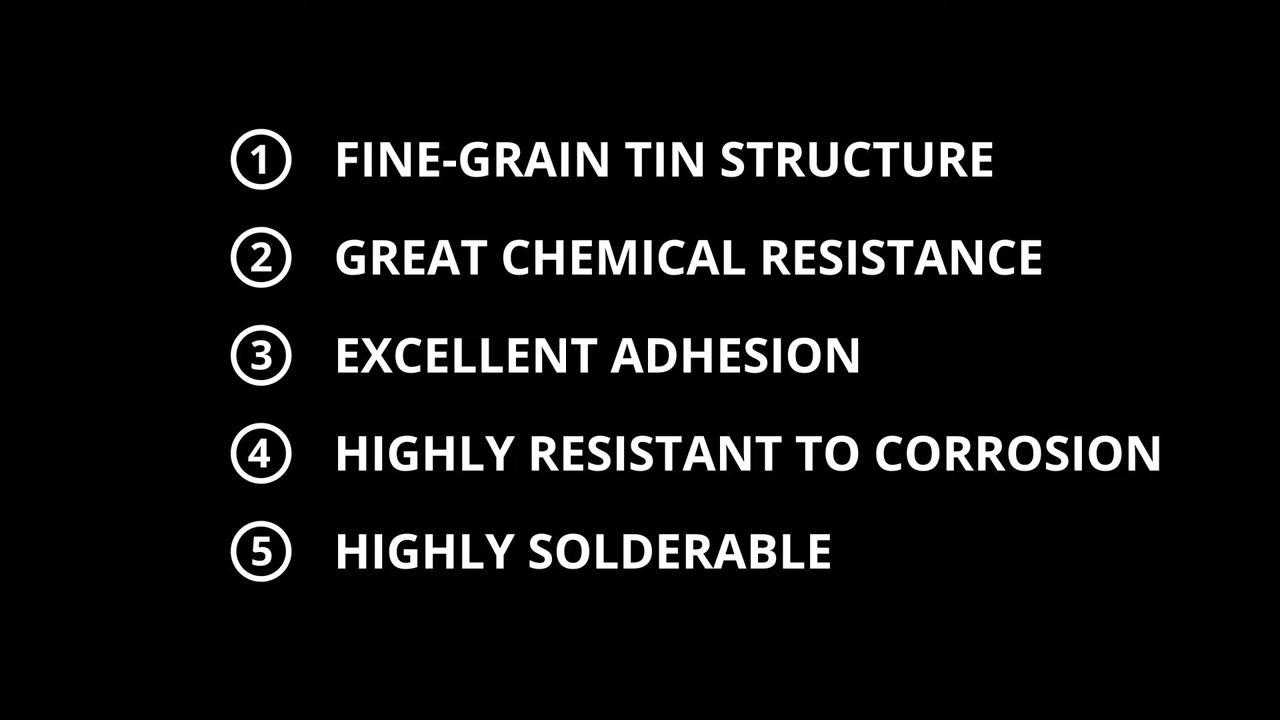 1 FINE-GRAIN TIN STRUCTURE
2 GREAT CHEMICAL RESISTANCE
3 EXCELLENT ADHESION
4 HIGHLY RESISTANT TO CORROSION
5 HIGHLY SOLDERABLE